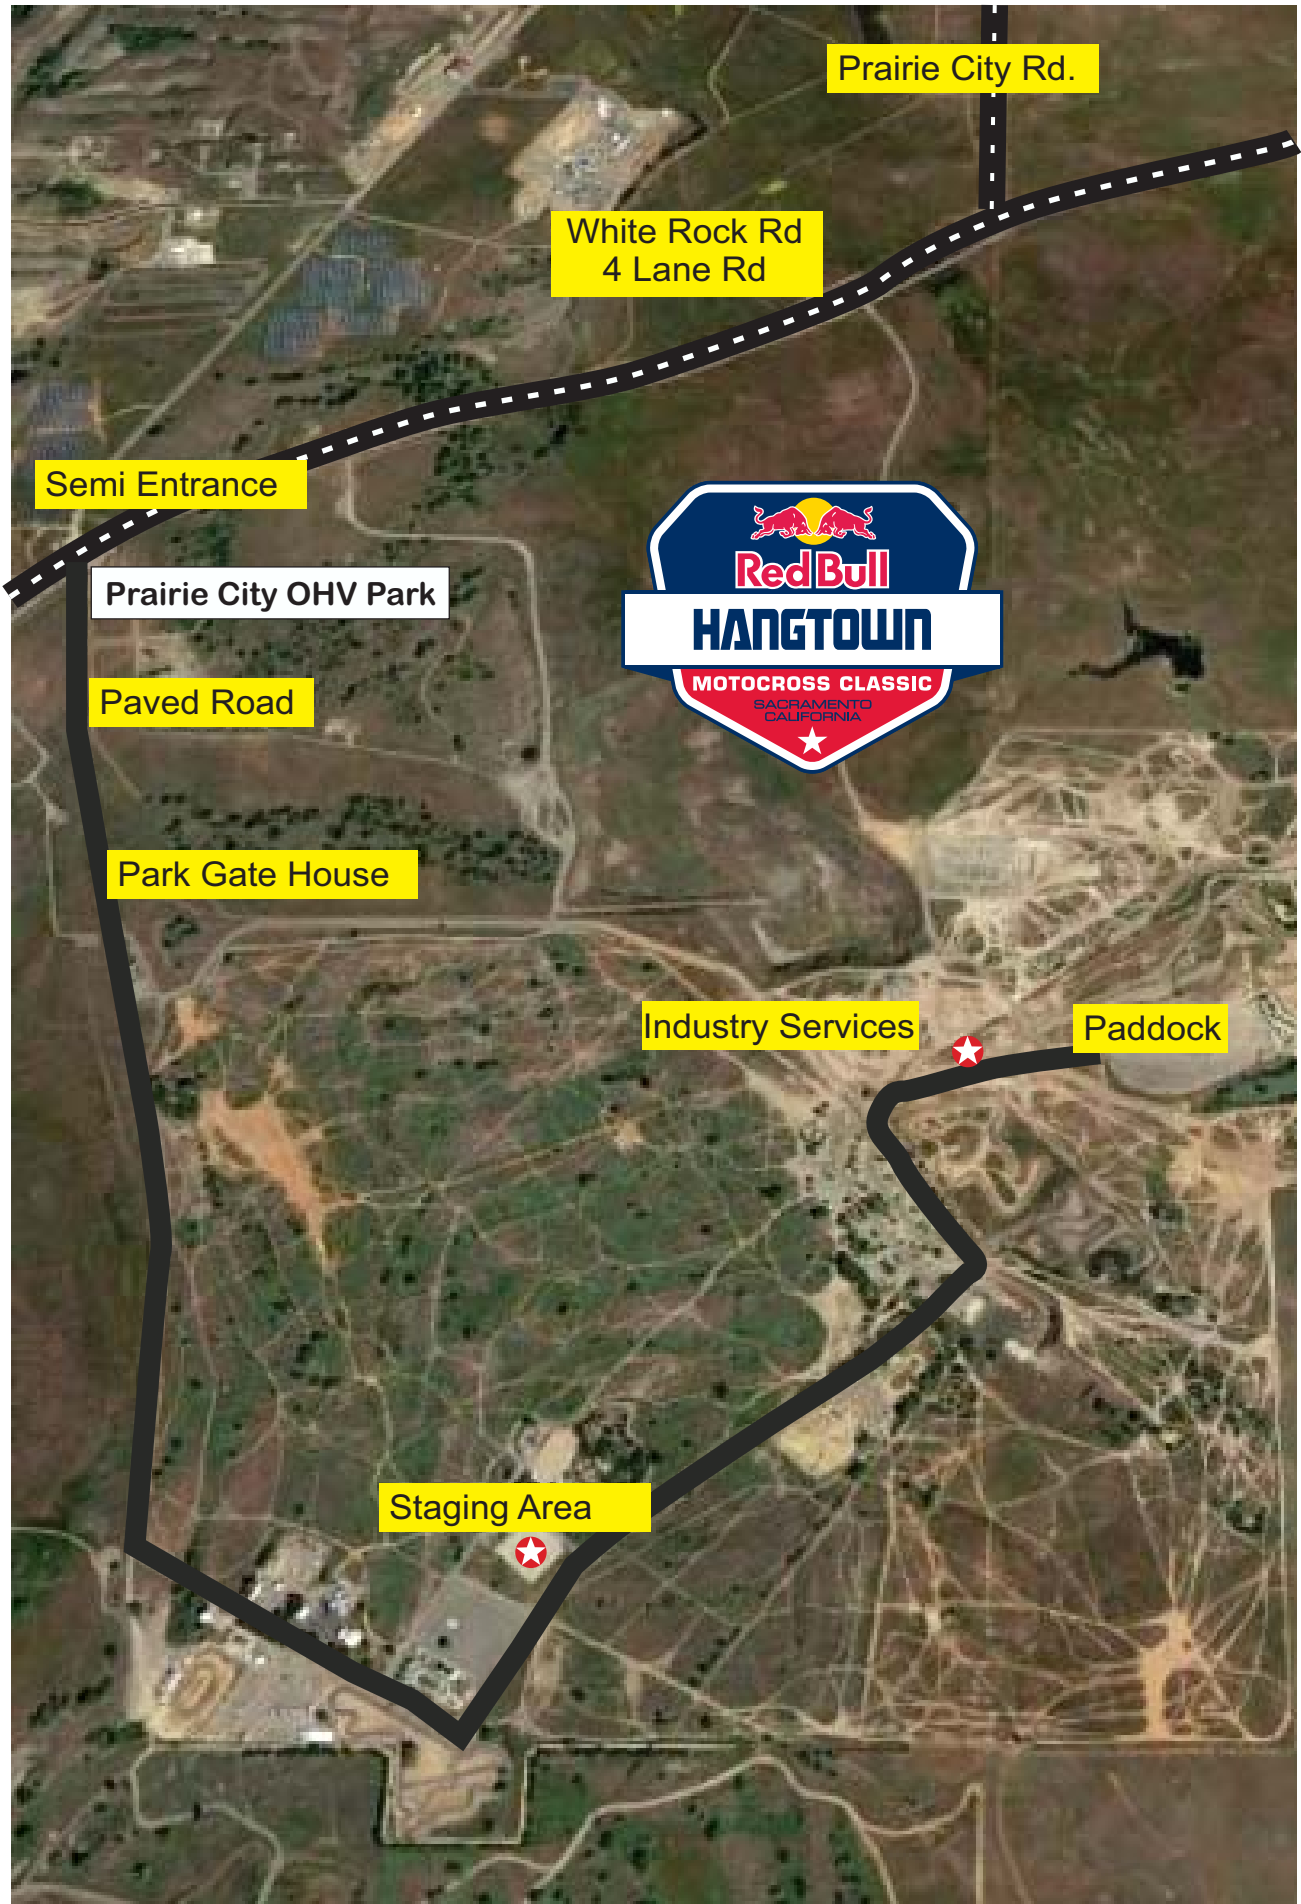 Prairie City Rd.
White Rock Rd
4 Lane Rd
Semi Entrance
Prairie City OHV Park
Red Bull
HANGTOWN
MOTOCROSS CLASSIC
SACRAMENTO
CALIFORNIA
Paved Road
Park Gate House
Industry Services
Paddock
Staging Area